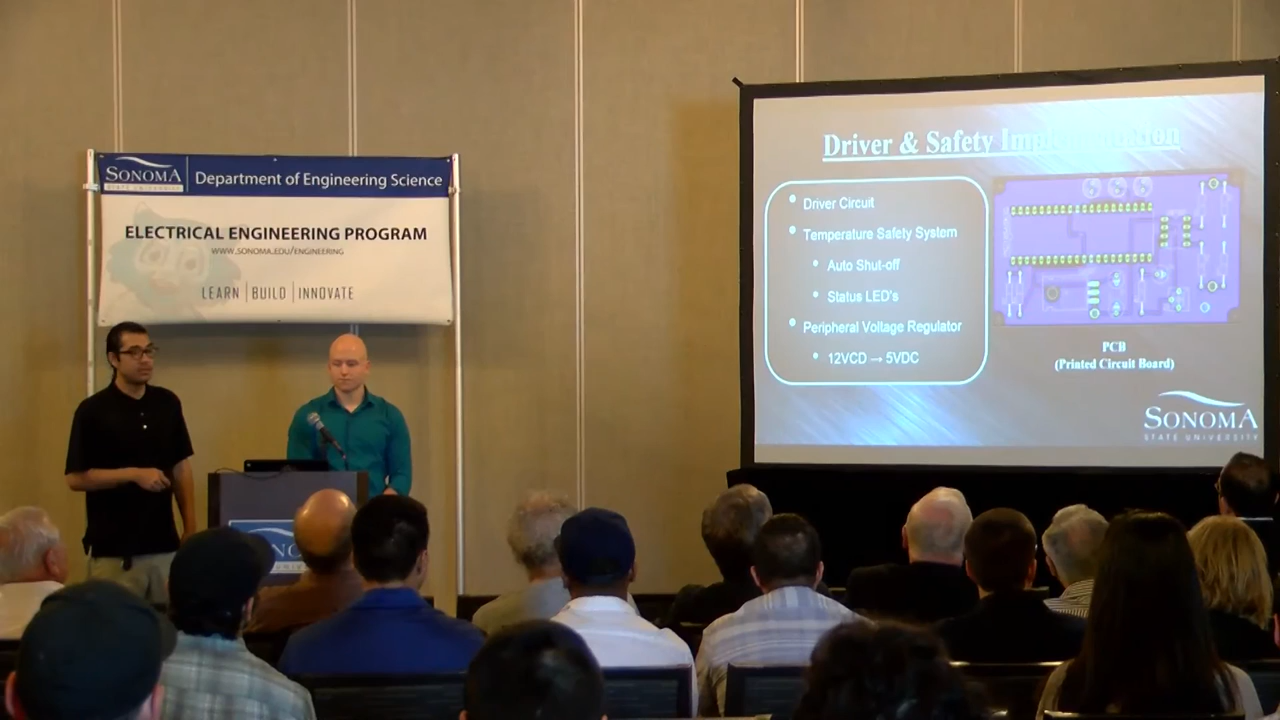 SONOMA
STATE UNIVERSITY
Department of Engineering Science
ELECTRICAL ENGINEERING PROGRAM
WWW.SONOMA.EDU/ENGINEERING
LEARN | BUILD | INNOVATE
Driver & Safety
Driver Circuit
Temperature Safety System
Auto Shut-off
Status LED's
Peripheral Voltage Regulator
12VCD → 5VDC
PCB
(Printed Circuit Board)
SONOMA
STATE UNIVERSITY